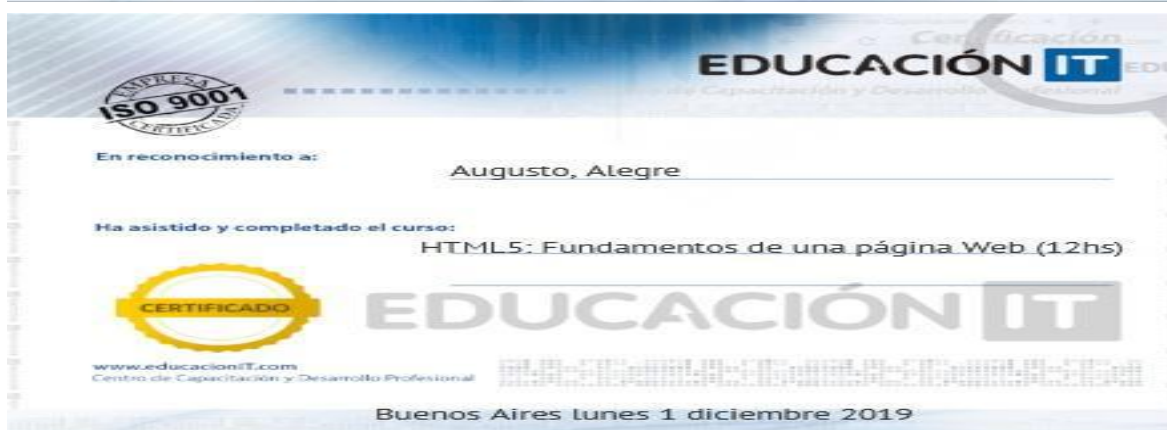 Certificación
EDUCACIÓN IT
de Capacitación y Desarrollo Profesional
EMPRESA
ISO 9001
CERTIFICADA
En reconocimiento a:
Augusto, Alegre
Ha asistido y completado el curso:
HTML5: Fundamentos de una página Web (12hs)
CERTIFICADO
EDUCACIÓN IT
www.educacionIT.com
Centro de Capacitación y Desarrollo Profesional
Buenos Aires lunes 1 diciembre 2019